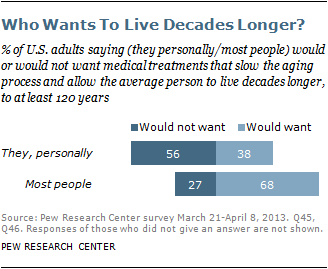 Who Wants To Live Decades Longer?
% of U.S. adults saying (they personally/most people) would
or would not want medical treatments that slow the aging
process and allow the average person to live decades longer,
to at least 120 years
Would not want Would want
They, personally 56 38
Most people 27 68
Source: Pew Research Center survey March 21-April 8, 2013. Q45,
Q46. Responses of those who did not give an answer are not shown.
PEW RESEARCH CENTER